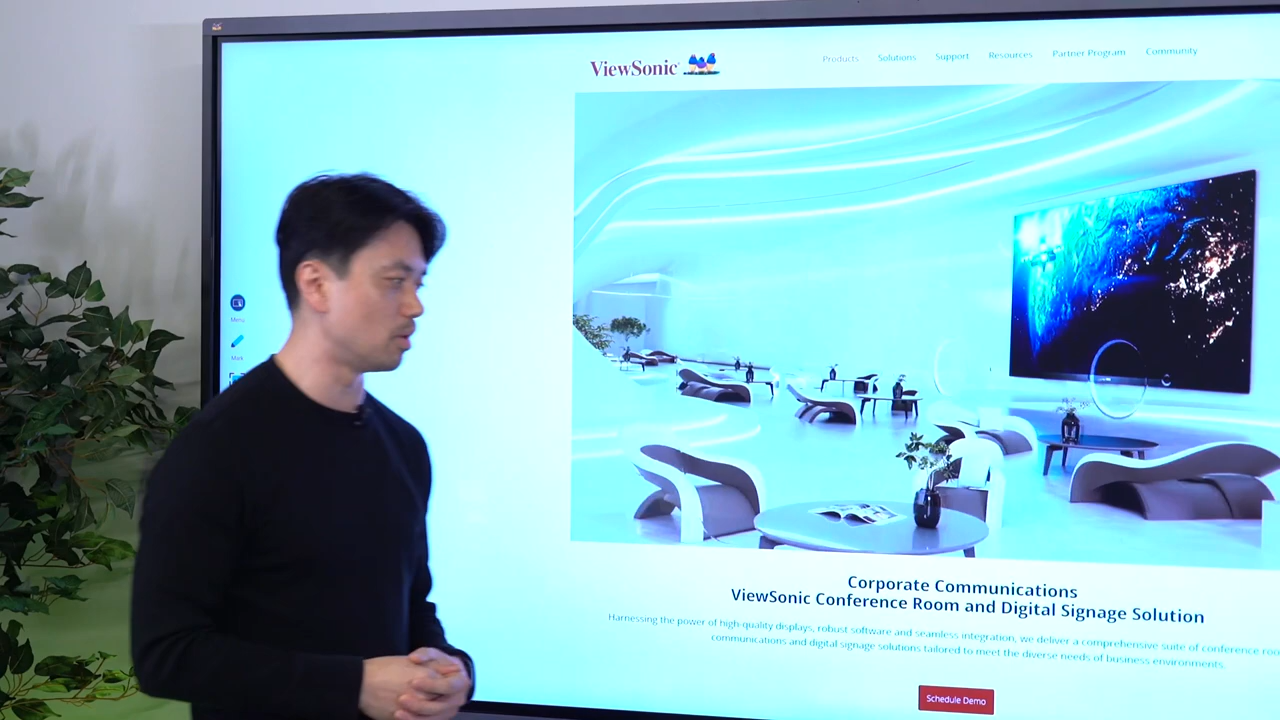 ViewSonic
Products Solutions Support Resources Partner Program Community
Menu
Mark
Corporate Communications
ViewSonic Conference Room and Digital Signage Solution
Harnessing the power of high-quality displays, robust software and seamless integration, we deliver a comprehensive suite of conference
communications and digital signage solutions tailored to meet the diverse needs of business environments.
Schedule Demo